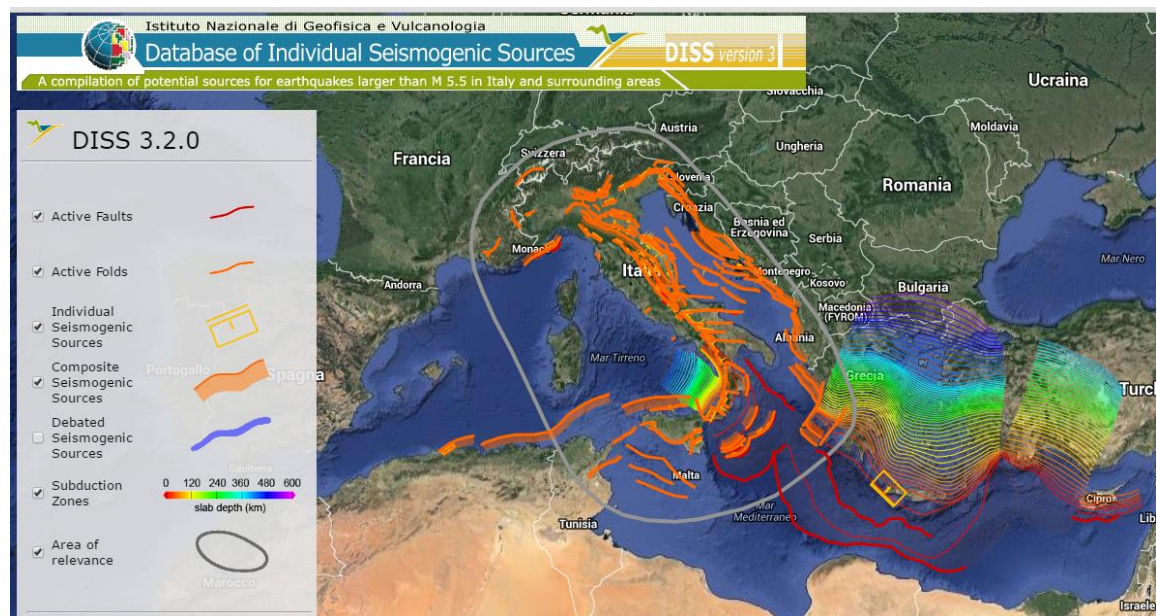 Istituto Nazionale di Geofisica e Vulcanologia
Database of Individual Seismogenic Sources
DISS version 3
A compilation of potential sources for earthquakes larger than M 5.5 in Italy and surrounding areas
DISS 3.2.0
Active Faults
Active Folds
Individual
Seismogenic
Sources
Composite
Seismogenic
Sources
Debated
Seismogenic
Sources
Subduction
Zones
0 120 240 360 480 600
slab depth (km)
Area of
relevance
Ucraina
Slovacchia
Moldavia
Austria
Ungheria
Francia
Svizzera
Romania
Slovenia
Croazia
Bosnia ed
Erzegovina
Serbia
Mar Nero
Monaco
Italia
Montenegro
Andorra
Kosovo
Bulgaria
Macedonia
(FYROM)
Portogallo
Spagna
Mar Tirreno
Albania
Grecia
Turch
Gibilterra
Malta
Cipro
Tunisia
Mar
Mediterraneo
Lib
Marocco
Israele